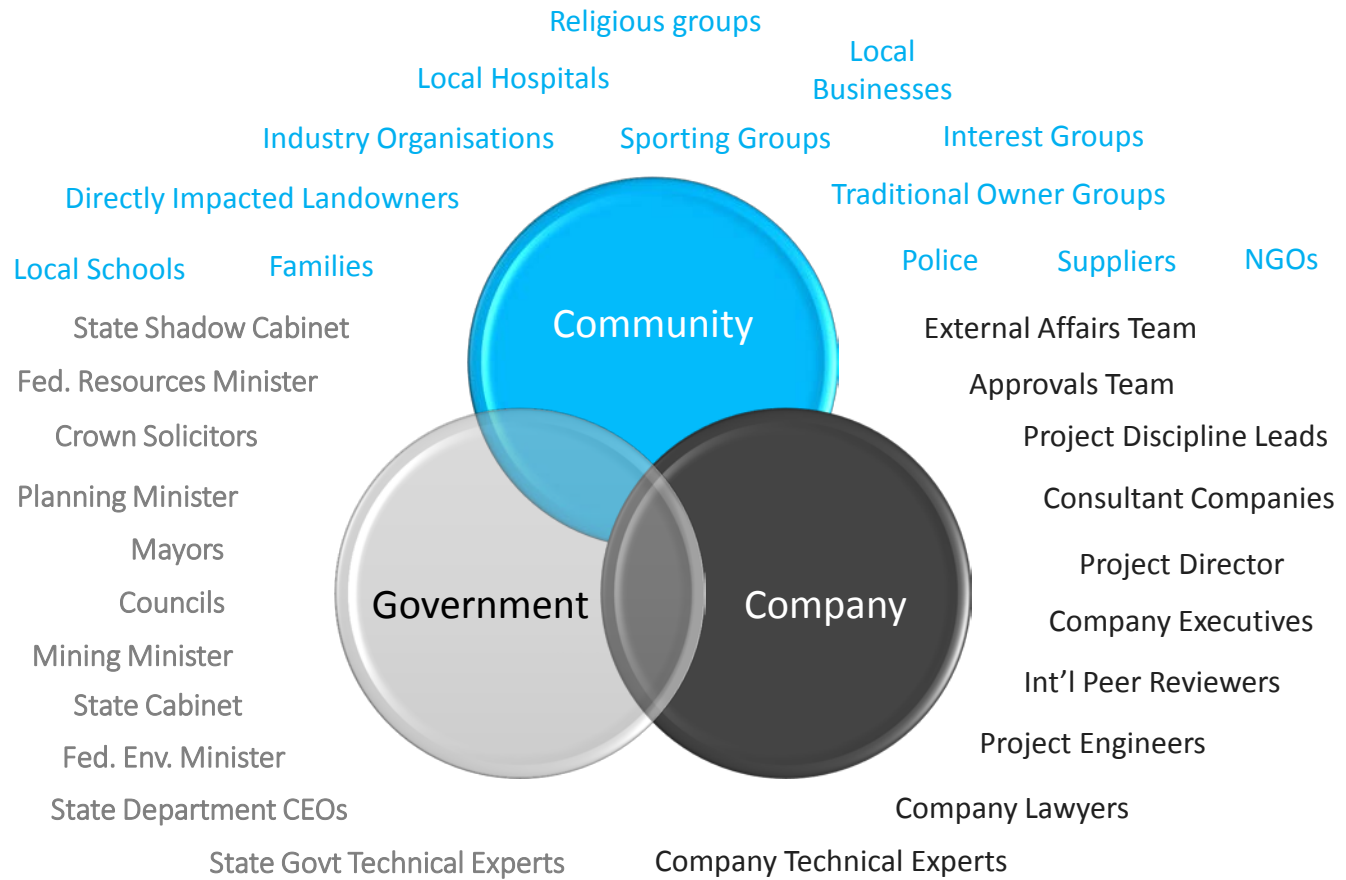 Religious groups
Local
Businesses
Local Hospitals
Industry Organisations
Sporting Groups
Interest Groups
Directly Impacted Landowners
Traditional Owner Groups
Local Schools
Families
Police
Suppliers
NGOs
Community
State Shadow Cabinet
Fed. Resources Minister
Crown Solicitors
Planning Minister
Mayors
Councils
Mining Minister
State Cabinet
Fed. Env. Minister
State Department CEOs
State Govt Technical Experts
Government
Company
External Affairs Team
Approvals Team
Project Discipline Leads
Consultant Companies
Project Director
Company Executives
Int'l Peer Reviewers
Project Engineers
Company Lawyers
Company Technical Experts